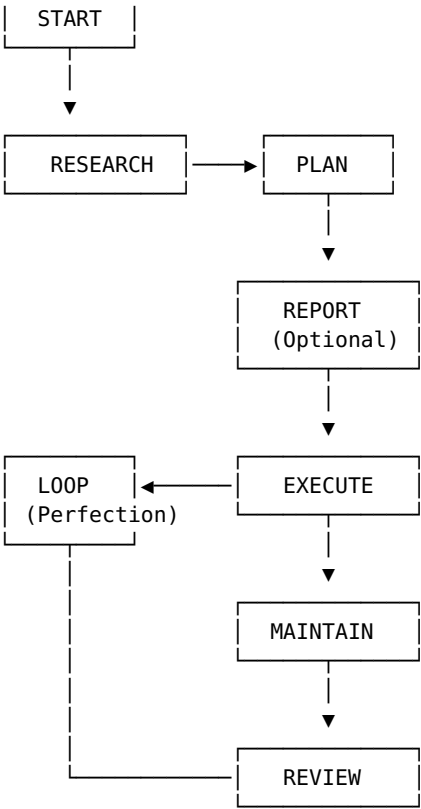 START
RESEARCH
PLAN
REPORT
(Optional)
LOOP
(Perfection)
EXECUTE
MAINTAIN
REVIEW